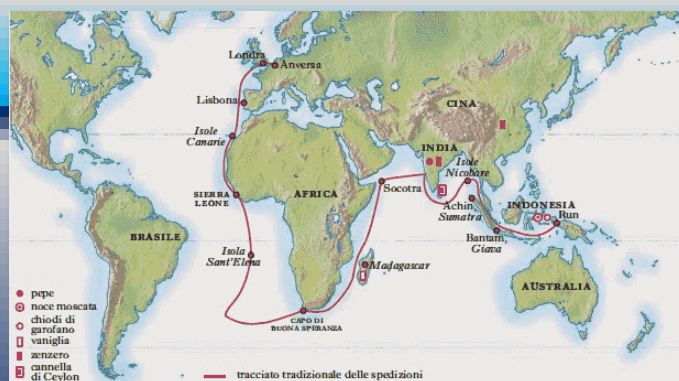 Londra
Anversa
Lisbona
Isole
Canarie
SIERRA
LEONE
AFRICA
Isola
Sant'Elena
BRASILE
CAPO DI
BUONA SPERANZA
Madagascar
Socotra
INDIA
CINA
Isole
Nicobare
Achin
Sumatra
INDONESIA
Run
Bantam,
Giava
AUSTRALIA
pepe
noce moscata
chiodi di
garofano
vaniglia
zenzero
cannella
di Ceylon
tracciato tradizionale delle spedizioni